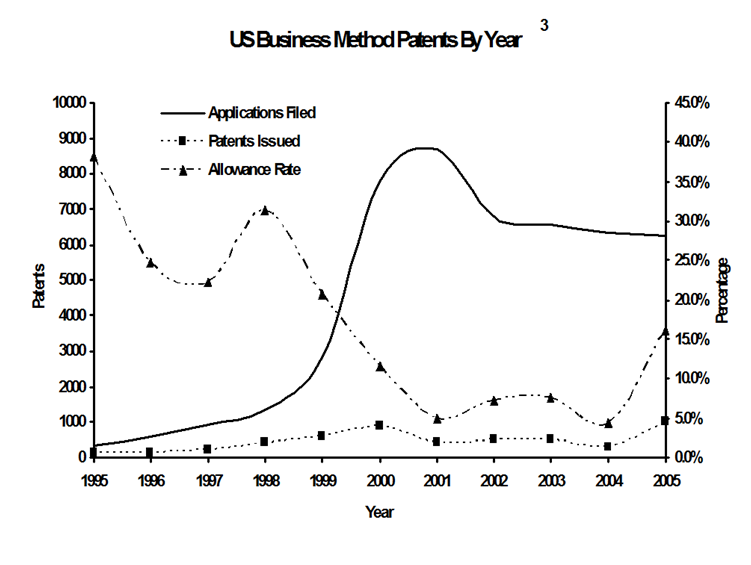 US Business Method Patents By Year 3
10000
9000
8000
7000
6000
5000
4000
3000
2000
1000
0
Patents
Applications Filed
Patents Issued
Allowance Rate
45.0%
40.0%
35.0%
30.0%
25.0%
20.0%
15.0%
10.0%
5.0%
0.0%
Percentage
1995 1996 1997 1998 1999 2000 2001 2002 2003 2004 2005
Year